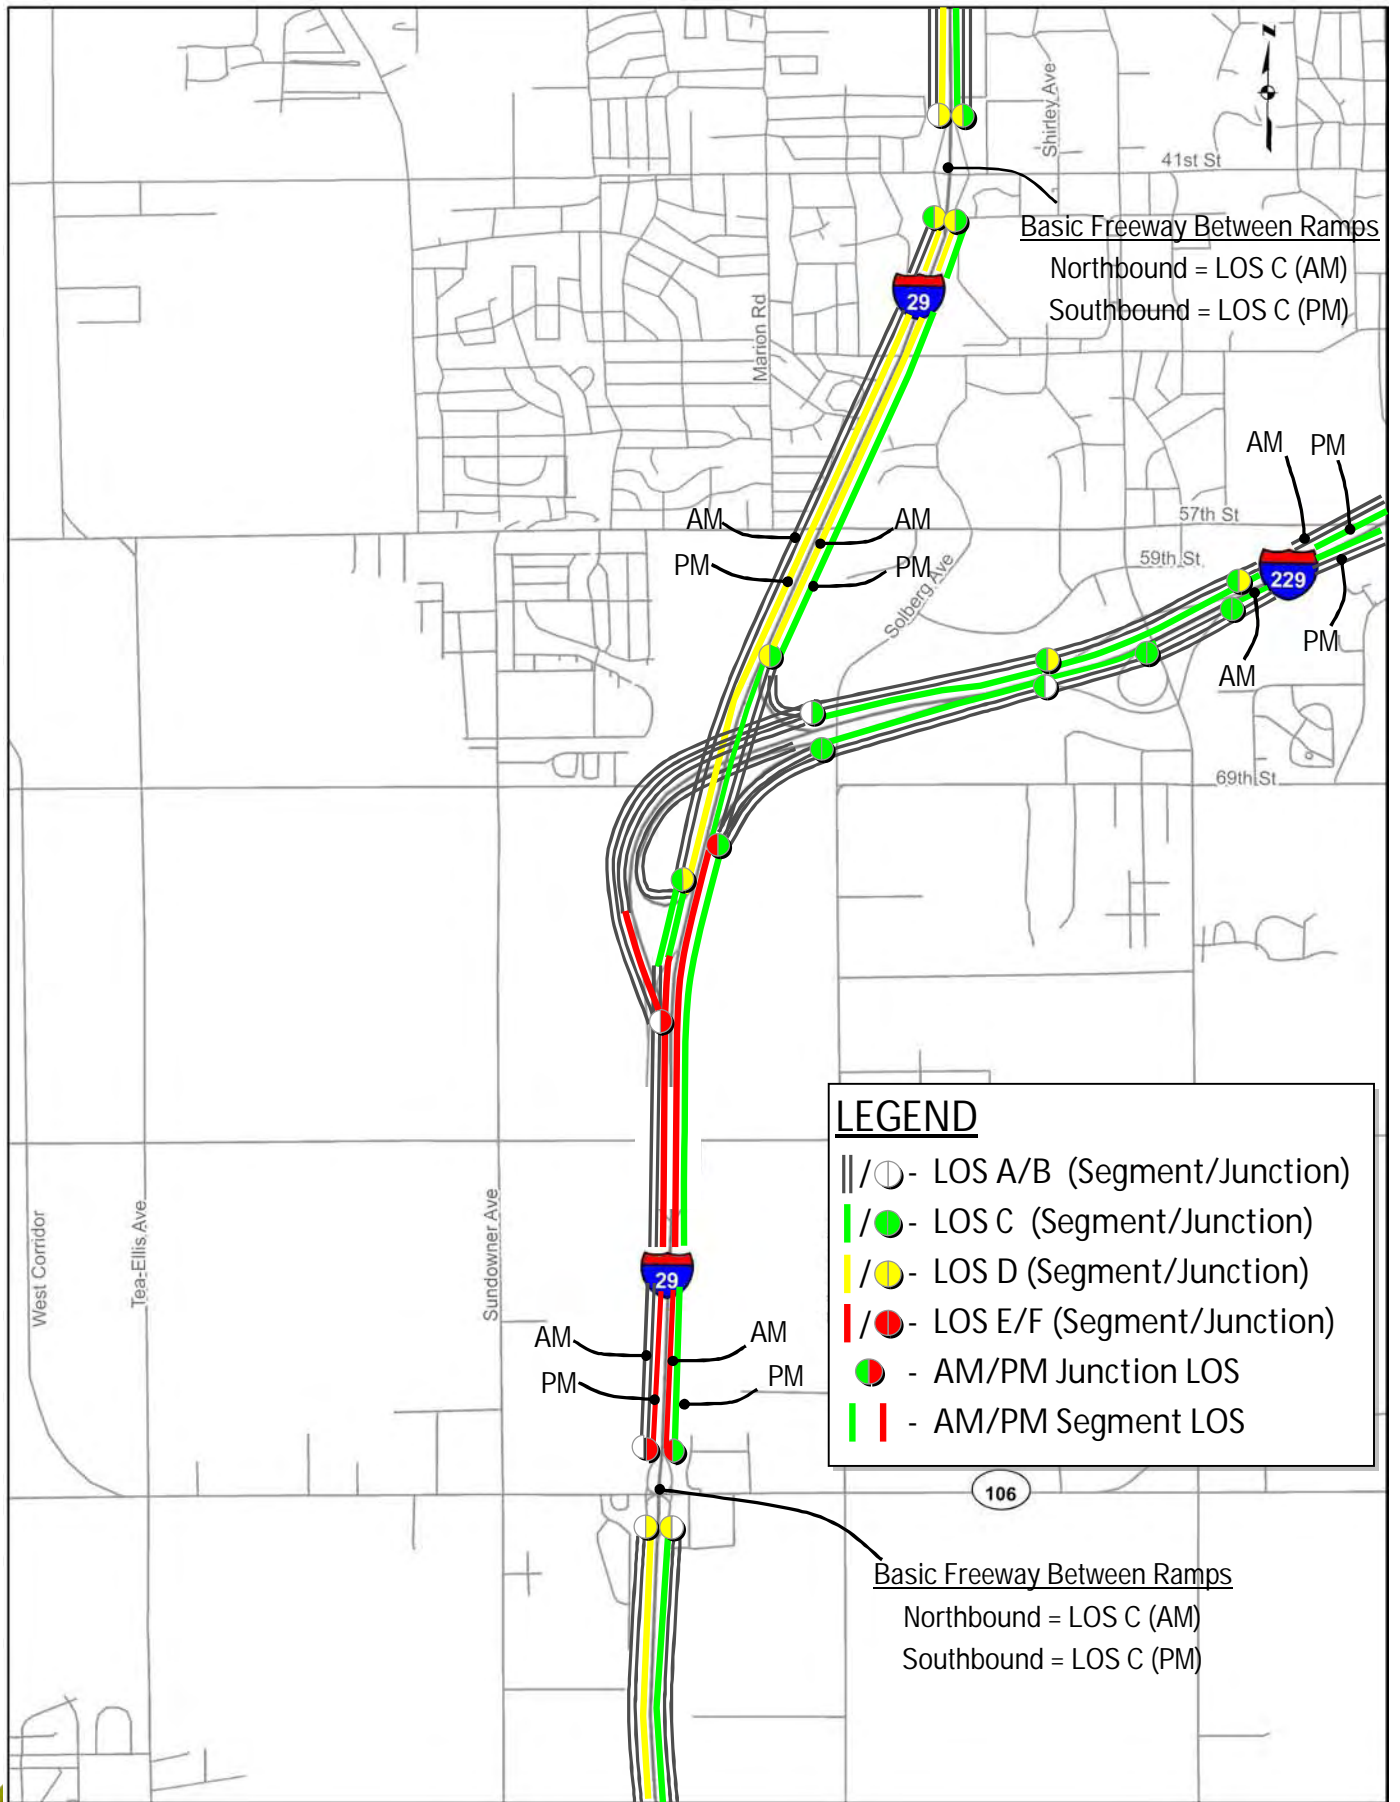 N
Shirley Ave
41st St
Basic Freeway Between Ramps
Northbound = LOS C (AM)
Southbound = LOS C (PM)
29
Marion Rd
AM
PM
57th St
AM
AM
59th St
PM
PM
229
Solberg Ave
PM
AM
69th St
LEGEND
||/ - LOS A/B (Segment/Junction)
|/ - LOS C (Segment/Junction)
|/ - LOS D (Segment/Junction)
|/ - LOS E/F (Segment/Junction)
- AM/PM Junction LOS
| | - AM/PM Segment LOS
West Corridor
Tea-Ellis Ave
Sundowner Ave
29
AM
AM
PM
PM
106
Basic Freeway Between Ramps
Northbound = LOS C (AM)
Southbound = LOS C (PM)